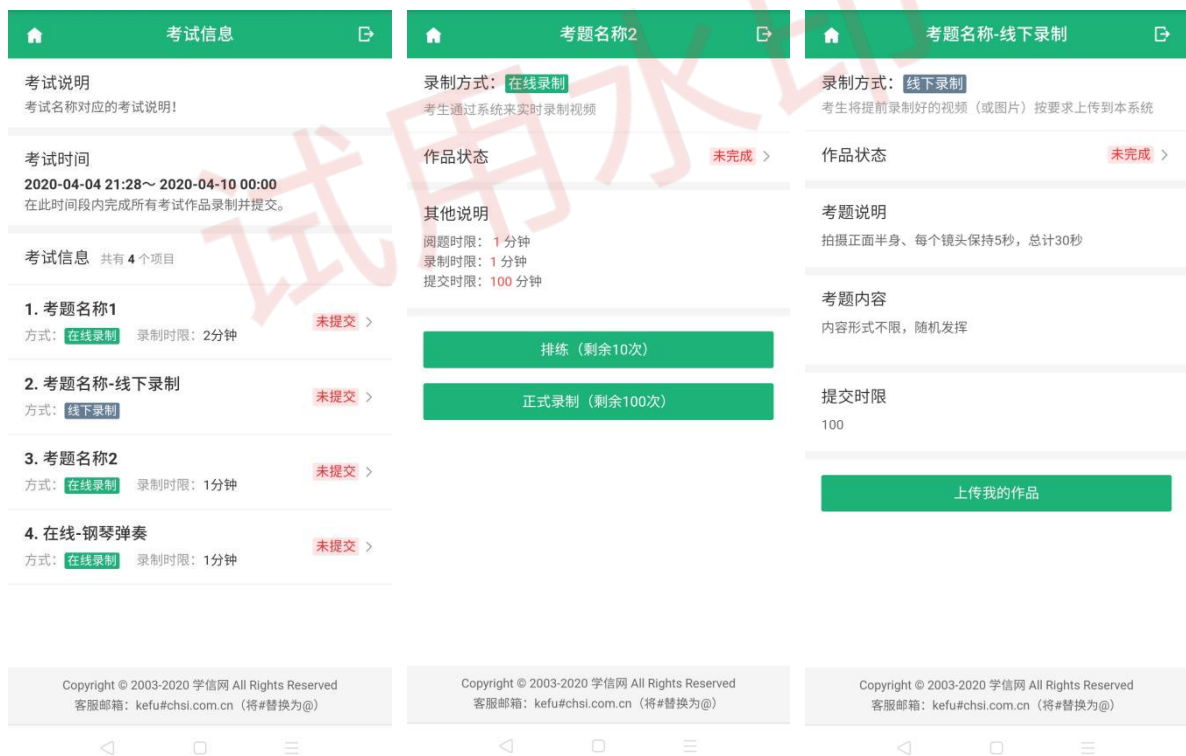 考试信息
考试说明
考试名称对应的考试说明！
考试时间
2020-04-04 21:28～ 2020-04-10 00:00
在此时间段内完成所有考试作品录制并提交。
考试信息 共有 4 个项目
1. 考题名称1
方式： 在线录制 录制时限：2分钟
未提交
2. 考题名称-线下录制
方式： 线下录制
未提交
3. 考题名称2
方式： 在线录制 录制时限：1分钟
未提交
4. 在线-钢琴弹奏
方式： 在线录制 录制时限：1分钟
未提交
Copyright © 2003-2020 学信网 All Rights Reserved
客服邮箱：kefu#chsi.com.cn（将#替换为@）
考题名称2
录制方式： 在线录制
考生通过系统来实时录制视频
作品状态 未完成
其他说明
阅题时限： 1 分钟
录制时限：1 分钟
提交时限：100 分钟
排练（剩余10次）
正式录制（剩余100次）
Copyright © 2003-2020 学信网 All Rights Reserved
客服邮箱：kefu#chsi.com.cn（将#替换为@）
考题名称-线下录制
录制方式： 线下录制
考生将提前录制好的视频（或图片）按要求上传到本系统
作品状态 未完成
考题说明
拍摄正面半身、每个镜头保持5秒，总计30秒
考题内容
内容形式不限，随机发挥
提交时限
100
上传我的作品
Copyright © 2003-2020 学信网 All Rights Reserved
客服邮箱：kefu#chsi.com.cn（将#替换为@）
试用水印